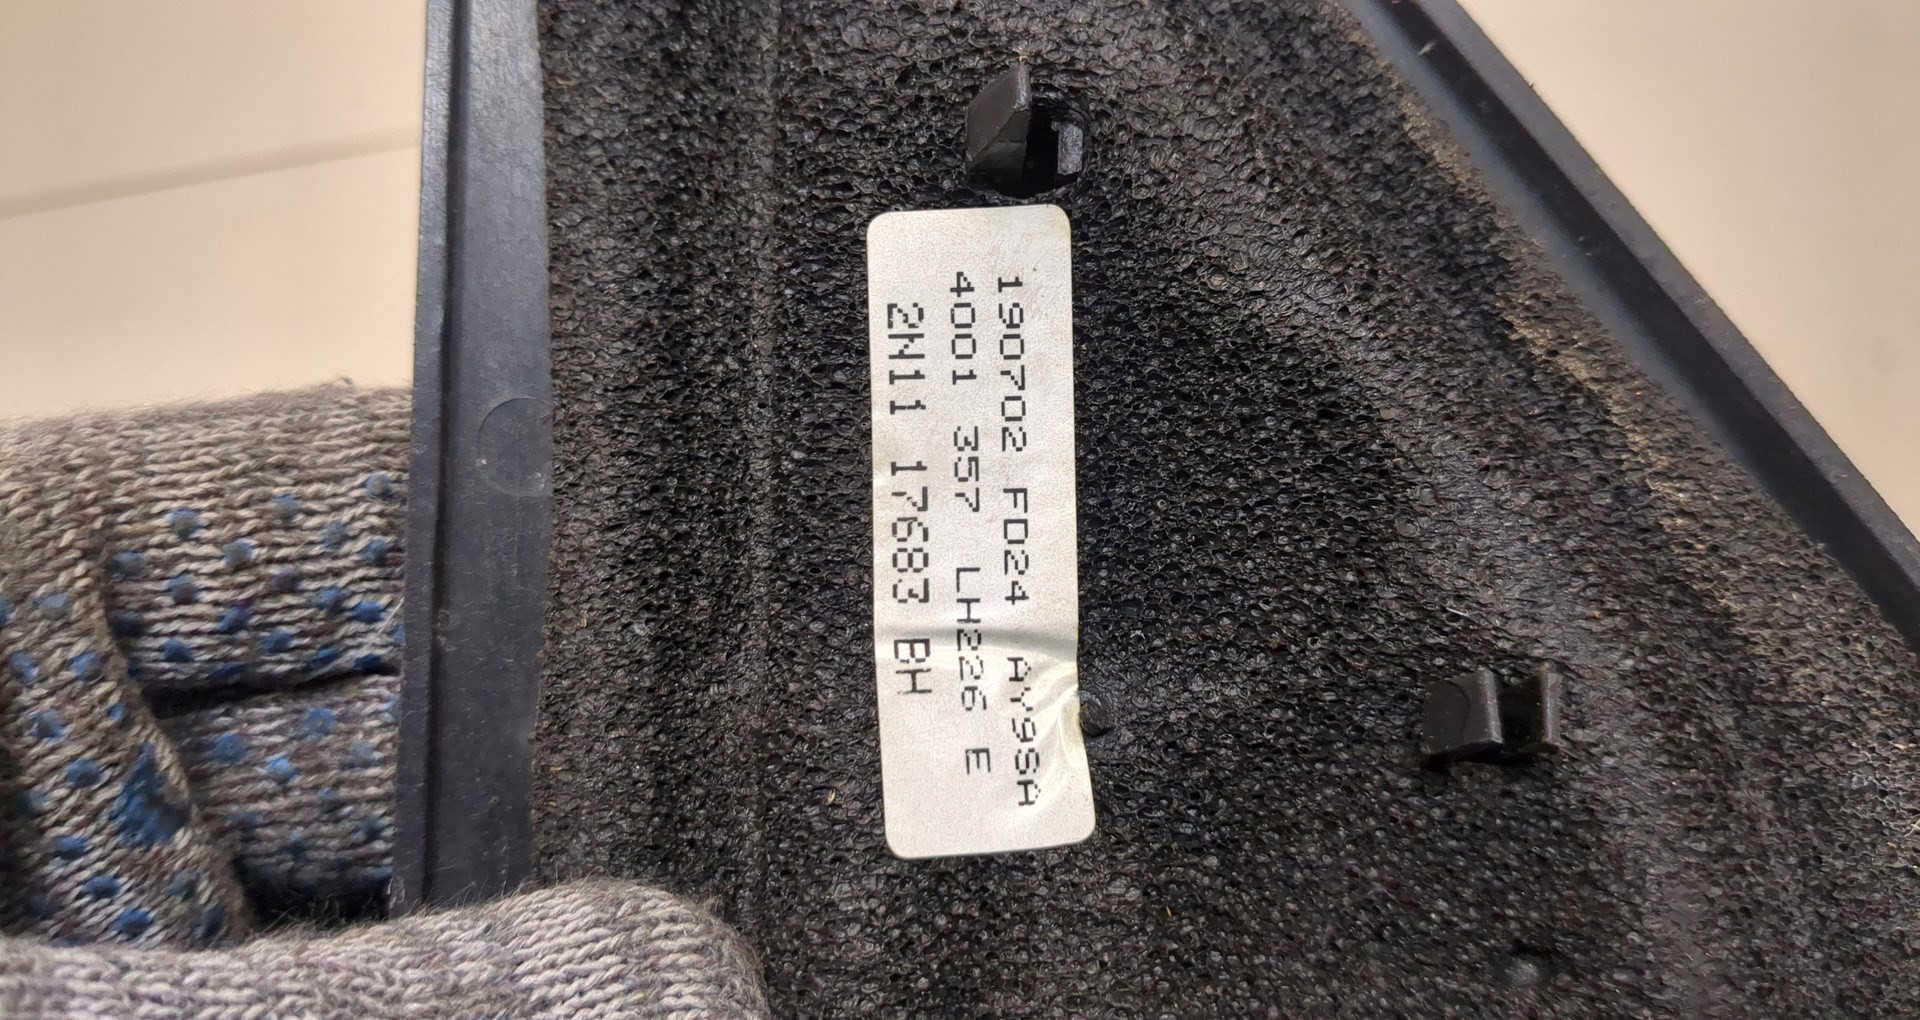 190702 FD24 AY9SA
4001 357 LH226 E
2N11 17683 BH